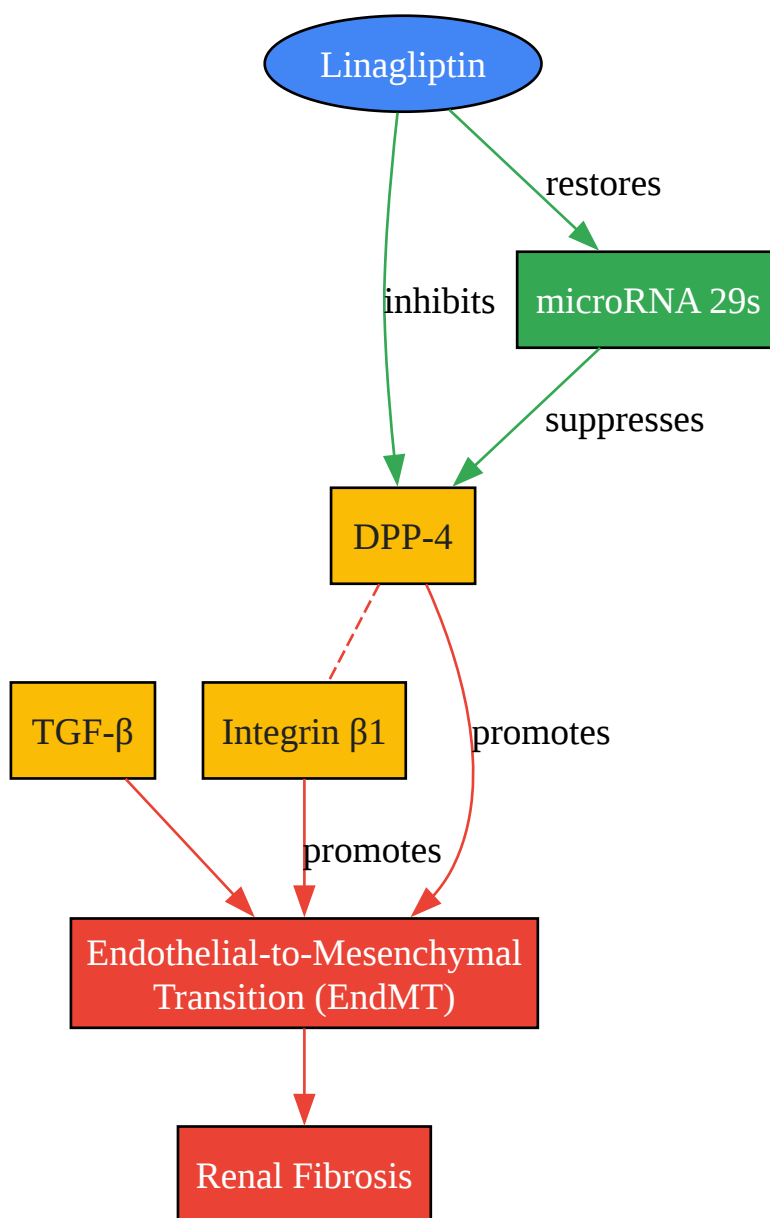 Linagliptin
restores
microRNA 29s
inhibits
suppresses
DPP-4
TGF-β
Integrin β1
promotes
promotes
Endothelial-to-Mesenchymal
Transition (EndMT)
Renal Fibrosis